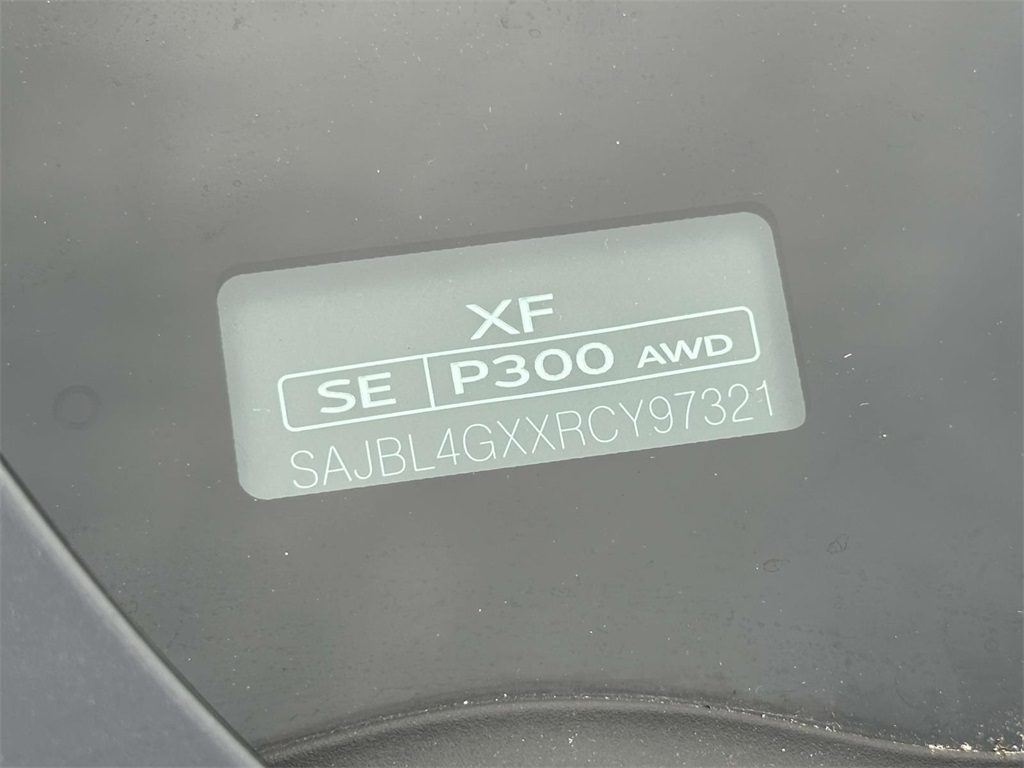 XF
SE P300 AWD
SAJBL4GXXRCY97321